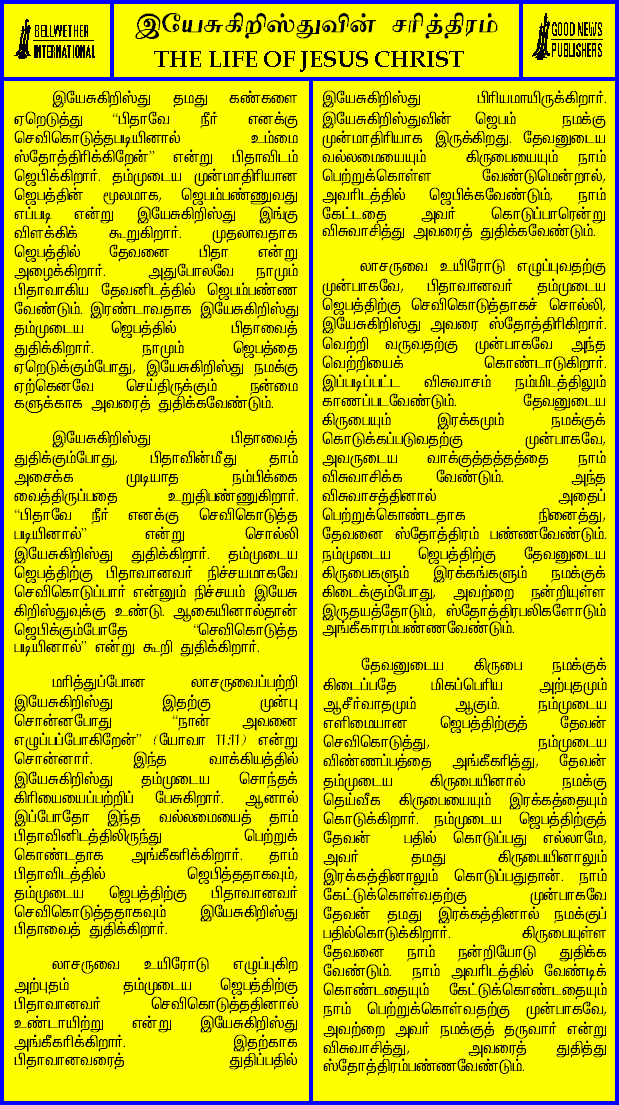 BELLWETHER
INTERNATIONAL
இயேசுகிறிஸ்துவின் சரித்திரம்
THE LIFE OF JESUS CHRIST
GOOD NEWS
PUBLISHERS
இயேசுகிறிஸ்து தமது கண்களை
ஏறெடுத்து “பிதாவே நீர் எனக்கு
செவிகொடுத்தபடியினால் உம்மை
ஸ்தோத்திரிக்கிறேன்” என்று பிதாவிடம்
ஜெபிக்கிறார். தம்முடைய முன்மாதிரியான
ஜெபத்தின் மூலமாக, ஜெபம்பண்ணுவது
எப்படி என்று இயேசுகிறிஸ்து இங்கு
விளக்கிக் கூறுகிறார். முதலாவதாக
ஜெபத்தில் தேவனை பிதா என்று
அழைக்கிறார். அதுபோலவே நாமும்
பிதாவாகிய தேவனிடத்தில் ஜெபம்பண்ண
வேண்டும். இரண்டாவதாக இயேசுகிறிஸ்து
தம்முடைய ஜெபத்தில் பிதாவைத்
துதிக்கிறார். நாமும் ஜெபத்தை
ஏறெடுக்கும்போது, இயேசுகிறிஸ்து நமக்கு
ஏற்கெனவே செய்திருக்கும் நன்மை
களுக்காக அவரைத் துதிக்கவேண்டும்.
இயேசுகிறிஸ்து பிதாவைத்
துதிக்கும்போது, பிதாவின்மீது தாம்
அசைக்க முடியாத நம்பிக்கை
வைத்திருப்பதை உறுதிபண்ணுகிறார்.
“பிதாவே நீர் எனக்கு செவிகொடுத்த
படியினால்” என்று சொல்லி
இயேசுகிறிஸ்து துதிக்கிறார். தம்முடைய
ஜெபத்திற்கு பிதாவானவர் நிச்சயமாகவே
செவிகொடுப்பார் என்னும் நிச்சயம் இயேசு
கிறிஸ்துவுக்கு உண்டு. ஆகையினால்தான்
ஜெபிக்கும்போதே “செவிகொடுத்த
படியினால்” என்று கூறி துதிக்கிறார்.
மரித்துப்போன லாசருவைப்பற்றி
இயேசுகிறிஸ்து இதற்கு முன்பு
சொன்னபோது “நான் அவனை
எழுப்பப்போகிறேன்” (யோவா 11:11) என்று
சொன்னார். இந்த வாக்கியத்தில்
இயேசுகிறிஸ்து தம்முடைய சொந்தக்
கிரியையைப்பற்றிப் பேசுகிறார். ஆனால்
இப்போதோ இந்த வல்லமையைத் தாம்
பிதாவினிடத்திலிருந்து பெற்றுக்
கொண்டதாக அங்கீகரிக்கிறார். தாம்
பிதாவிடத்தில் ஜெபித்ததாகவும்,
தம்முடைய ஜெபத்திற்கு பிதாவானவர்
செவிகொடுத்ததாகவும் இயேசுகிறிஸ்து
பிதாவைத் துதிக்கிறார்.
லாசருவை உயிரோடு எழுப்புகிற
அற்புதம் தம்முடைய ஜெபத்திற்கு
பிதாவானவர் செவிகொடுத்ததினால்
உண்டாயிற்று என்று இயேசுகிறிஸ்து
அங்கீகரிக்கிறார். இதற்காக
பிதாவானவரைத் துதிப்பதில்
இயேசுகிறிஸ்து பிரியமாயிருக்கிறார்.
இயேசுகிறிஸ்துவின் ஜெபம் நமக்கு
முன்மாதிரியாக இருக்கிறது. தேவனுடைய
வல்லமையையும் கிருபையையும் நாம்
பெற்றுக்கொள்ள வேண்டுமென்றால்,
அவரிடத்தில் ஜெபிக்கவேண்டும், நாம்
கேட்டதை அவர் கொடுப்பாரென்று
விசுவாசித்து அவரைத் துதிக்கவேண்டும்.
லாசருவை உயிரோடு எழுப்புவதற்கு
முன்பாகவே, பிதாவானவர் தம்முடைய
ஜெபத்திற்கு செவிகொடுத்தாகச் சொல்லி,
இயேசுகிறிஸ்து அவரை ஸ்தோத்திரிகிறார்.
வெற்றி வருவதற்கு முன்பாகவே அந்த
வெற்றியைக் கொண்டாடுகிறார்.
இப்படிப்பட்ட விசுவாசம் நம்மிடத்திலும்
காணப்படவேண்டும். தேவனுடைய
கிருபையும் இரக்கமும் நமக்குக்
கொடுக்கப்படுவதற்கு முன்பாகவே,
அவருடைய வாக்குத்தத்தத்தை நாம்
விசுவாசிக்க வேண்டும். அந்த
விசுவாசத்தினால் அதைப்
பெற்றுக்கொண்டதாக நினைத்து,
தேவனை ஸ்தோத்திரம் பண்ணவேண்டும்.
நம்முடைய ஜெபத்திற்கு தேவனுடைய
கிருபைகளும் இரக்கங்களும் நமக்குக்
கிடைக்கும்போது, அவற்றை நன்றியுள்ள
இருதயத்தோடும், ஸ்தோத்திரபலிகளோடும்
அங்கீகாரம்பண்ணவேண்டும்.
தேவனுடைய கிருபை நமக்குக்
கிடைப்பதே மிகப்பெரிய அற்புதமும்
ஆசீர்வாதமும் ஆகும். நம்முடைய
எளிமையான ஜெபத்திற்குத் தேவன்
செவிகொடுத்து, நம்முடைய
விண்ணப்பத்தை அங்கீகரித்து, தேவன்
தம்முடைய கிருபையினால் நமக்கு
தெய்வீக கிருபையையும் இரக்கத்தையும்
கொடுக்கிறார். நம்முடைய ஜெபத்திற்குத்
தேவன் பதில் கொடுப்பது எல்லாமே,
அவர் தமது கிருபையினாலும்
இரக்கத்தினாலும் கொடுப்பதுதான். நாம்
கேட்டுக்கொள்வதற்கு முன்பாகவே
தேவன் தமது இரக்கத்தினால் நமக்குப்
பதில்கொடுக்கிறார். கிருபையுள்ள
தேவனை நாம் நன்றியோடு துதிக்க
வேண்டும். நாம் அவரிடத்தில் வேண்டிக்
கொண்டதையும் கேட்டுக்கொண்டதையும்
நாம் பெற்றுக்கொள்வதற்கு முன்பாகவே,
அவற்றை அவர் நமக்குத் தருவார் என்று
விசுவாசித்து, அவரைத் துதித்து
ஸ்தோத்திரம்பண்ணவேண்டும்.